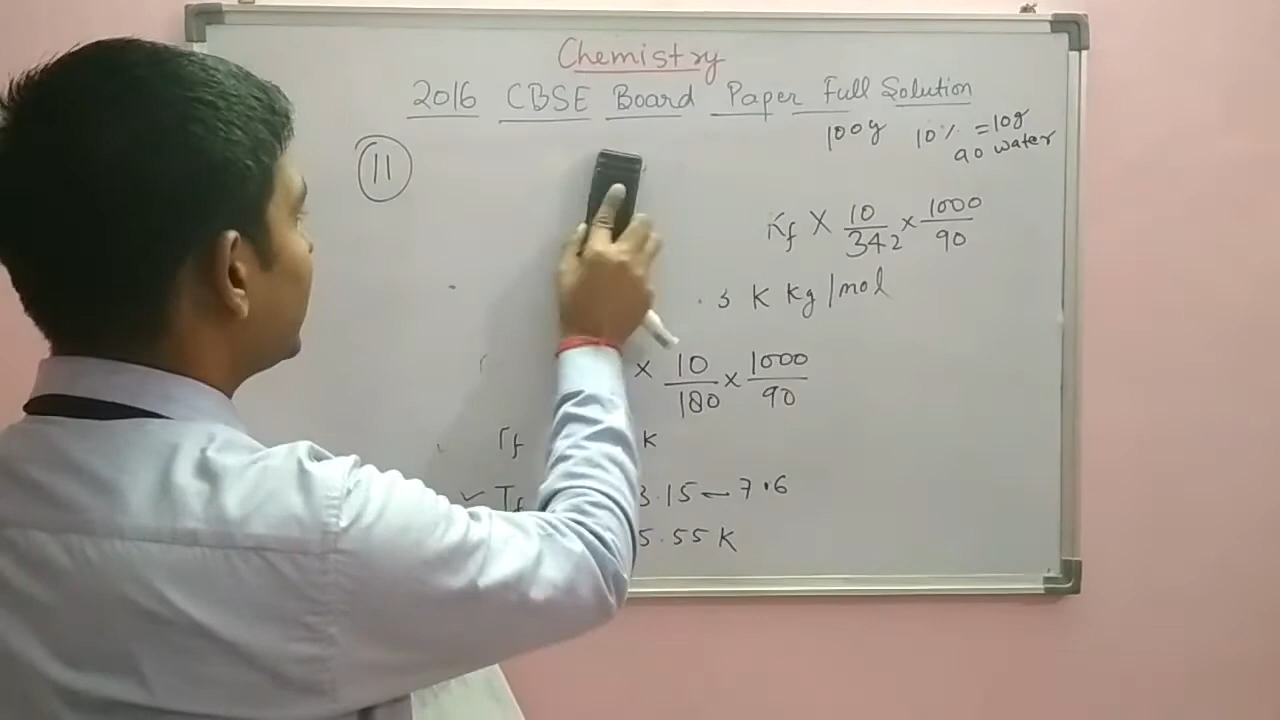 Chemistry
2016 CBSE Board Paper Full Solution
100g 10% =10g
90 water
11
Kf X 10/342 × 1000/90
3 K Kg/mol
× 10/180 × 1000/90
Tf K
✓ Tf 3.15 - 7.6
5.55 K